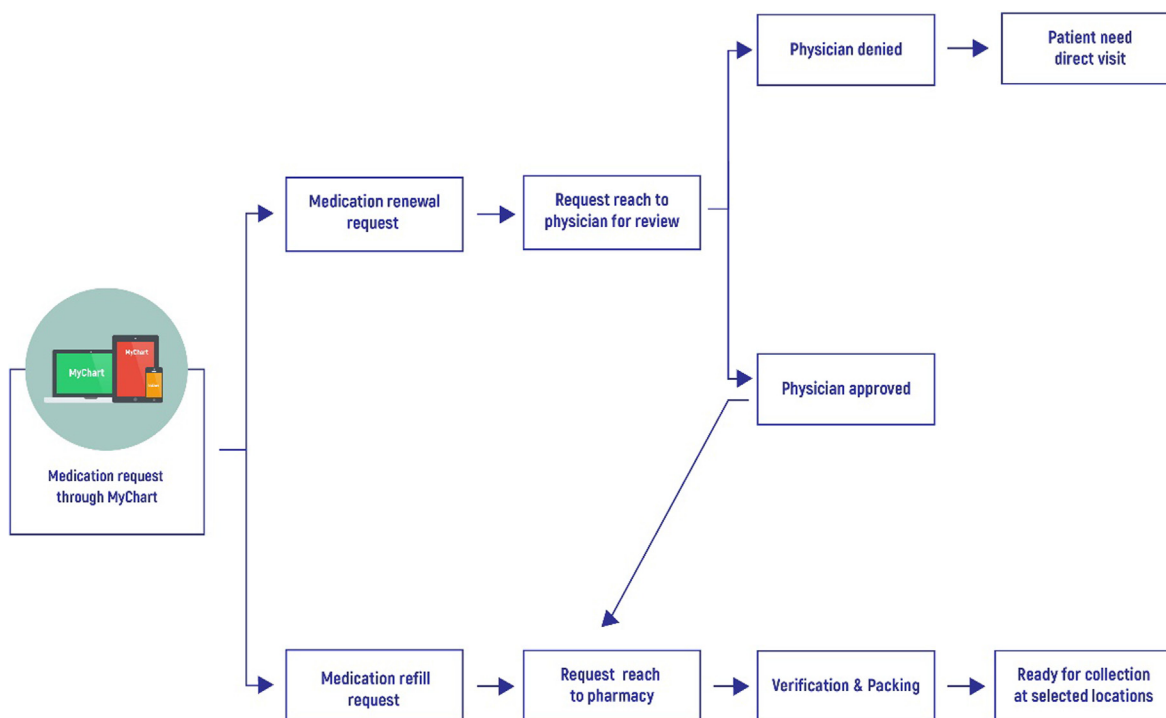 Physician denied
Patient need
direct visit
Medication renewal
request
Request reach to
physician for review
MyChart
MyChart
Physician approved
Medication request
through MyChart
Medication refill
request
Request reach
to pharmacy
Verification & Packing
Ready for collection
at selected locations